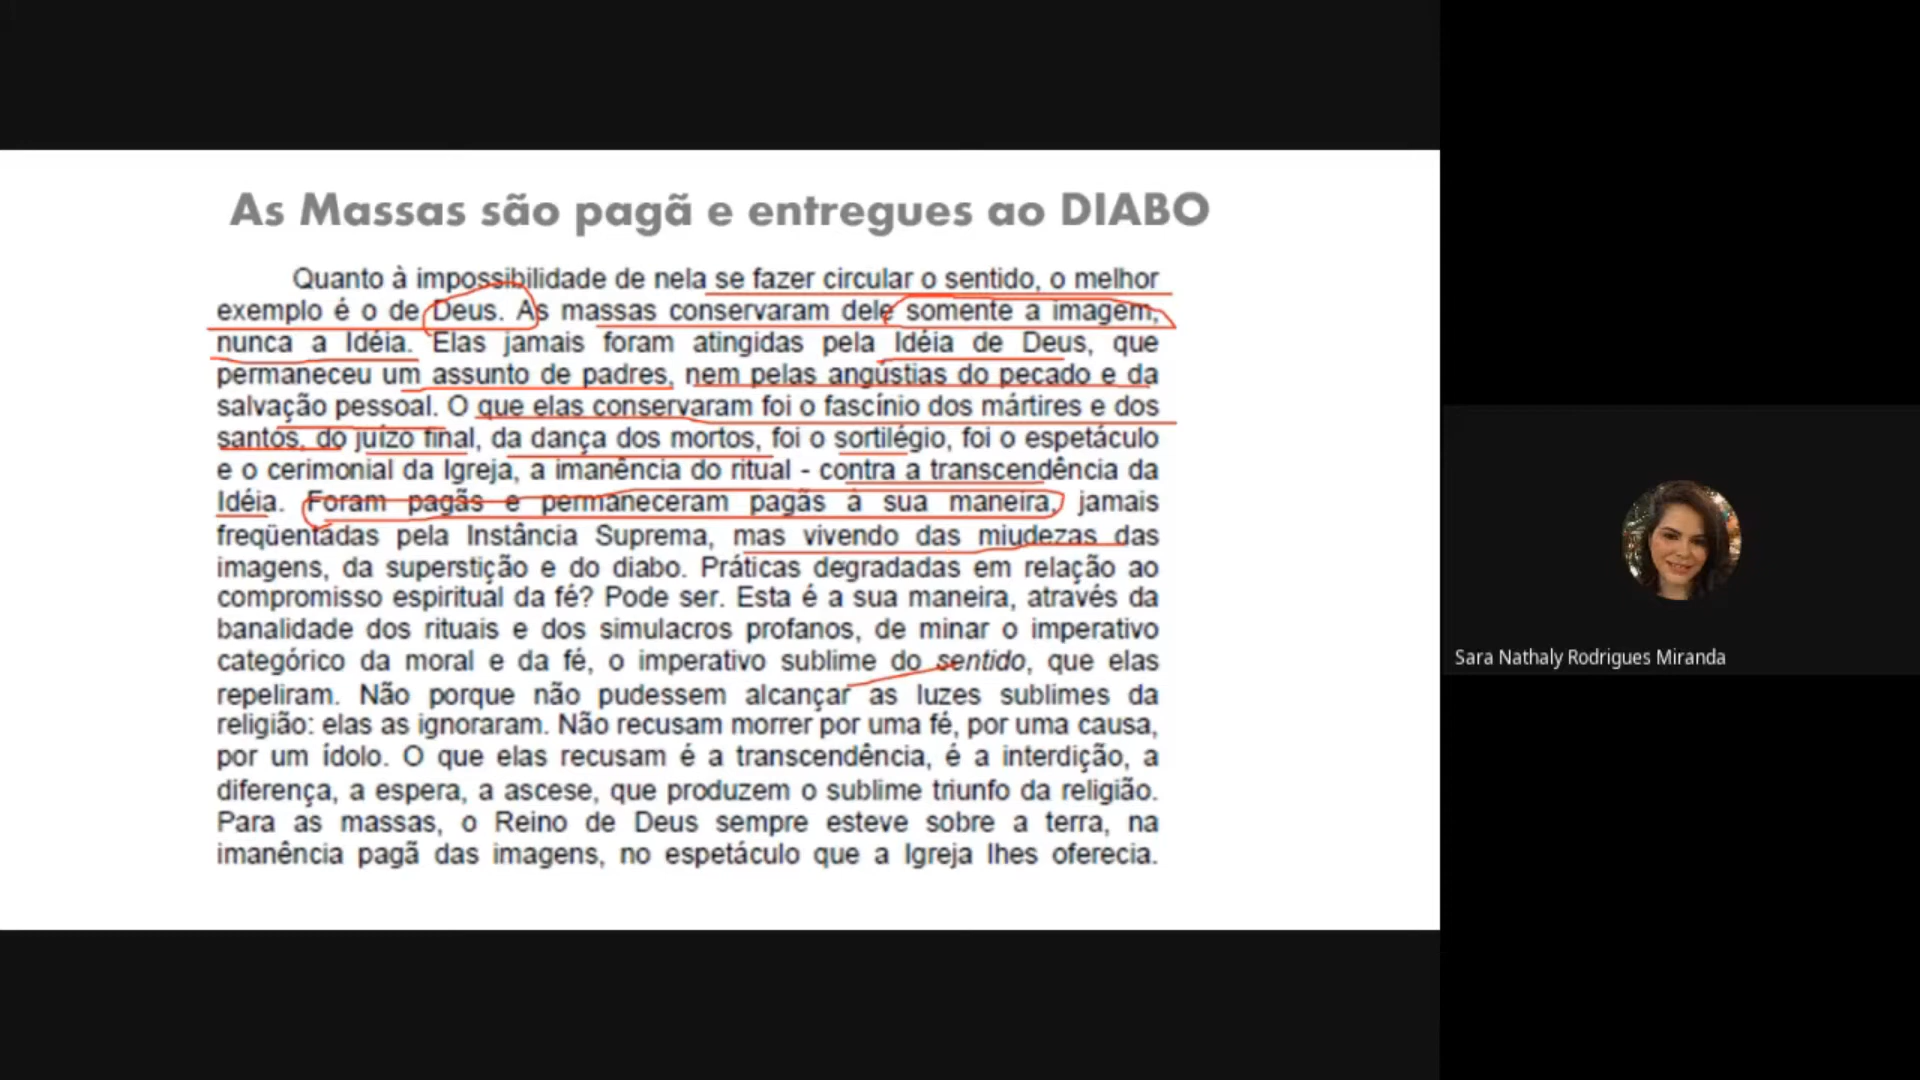 As Massas são pagã e entregues ao DIABO
Quanto à impossibilidade de nela se fazer circular o sentido, o melhor
exemplo é o de Deus. As massas conservaram dele somente a imagem,
nunca a Idéia. Elas jamais foram atingidas pela Idéia de Deus, que
permaneceu um assunto de padres, nem pelas angústias do pecado e da
salvação pessoal. O que elas conservaram foi o fascínio dos mártires e dos
santos, do juízo final, da dança dos mortos, foi o sortilégio, foi o espetáculo
e o cerimonial da Igreja, a imanência do ritual - contra a transcendência da
Idéia. Foram pagãs e permaneceram pagãs à sua maneira, jamais
freqüentadas pela Instância Suprema, mas vivendo das miudezas das
imagens, da superstição e do diabo. Práticas degradadas em relação ao
compromisso espiritual da fé? Pode ser. Esta é a sua maneira, através da
banalidade dos rituais e dos simulacros profanos, de minar o imperativo
categórico da moral e da fé, o imperativo sublime do sentido, que elas
repeliram. Não porque não pudessem alcançar as luzes sublimes da
religião: elas as ignoraram. Não recusam morrer por uma fé, por uma causa,
por um ídolo. O que elas recusam é a transcendência, é a interdição, a
diferença, a espera, a ascese, que produzem o sublime triunfo da religião.
Para as massas, o Reino de Deus sempre esteve sobre a terra, na
imanência pagã das imagens, no espetáculo que a Igreja lhes oferecia.
Sara Nathaly Rodrigues Miranda